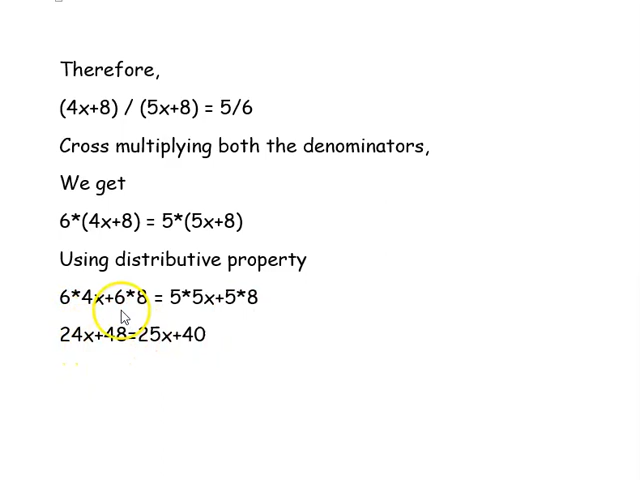 Therefore,
(4x+8) / (5x+8) = 5/6
Cross multiplying both the denominators,
We get
6*(4x+8) = 5*(5x+8)
Using distributive property
6*4x+6*8 = 5*5x+5*8
24x+48=25x+40